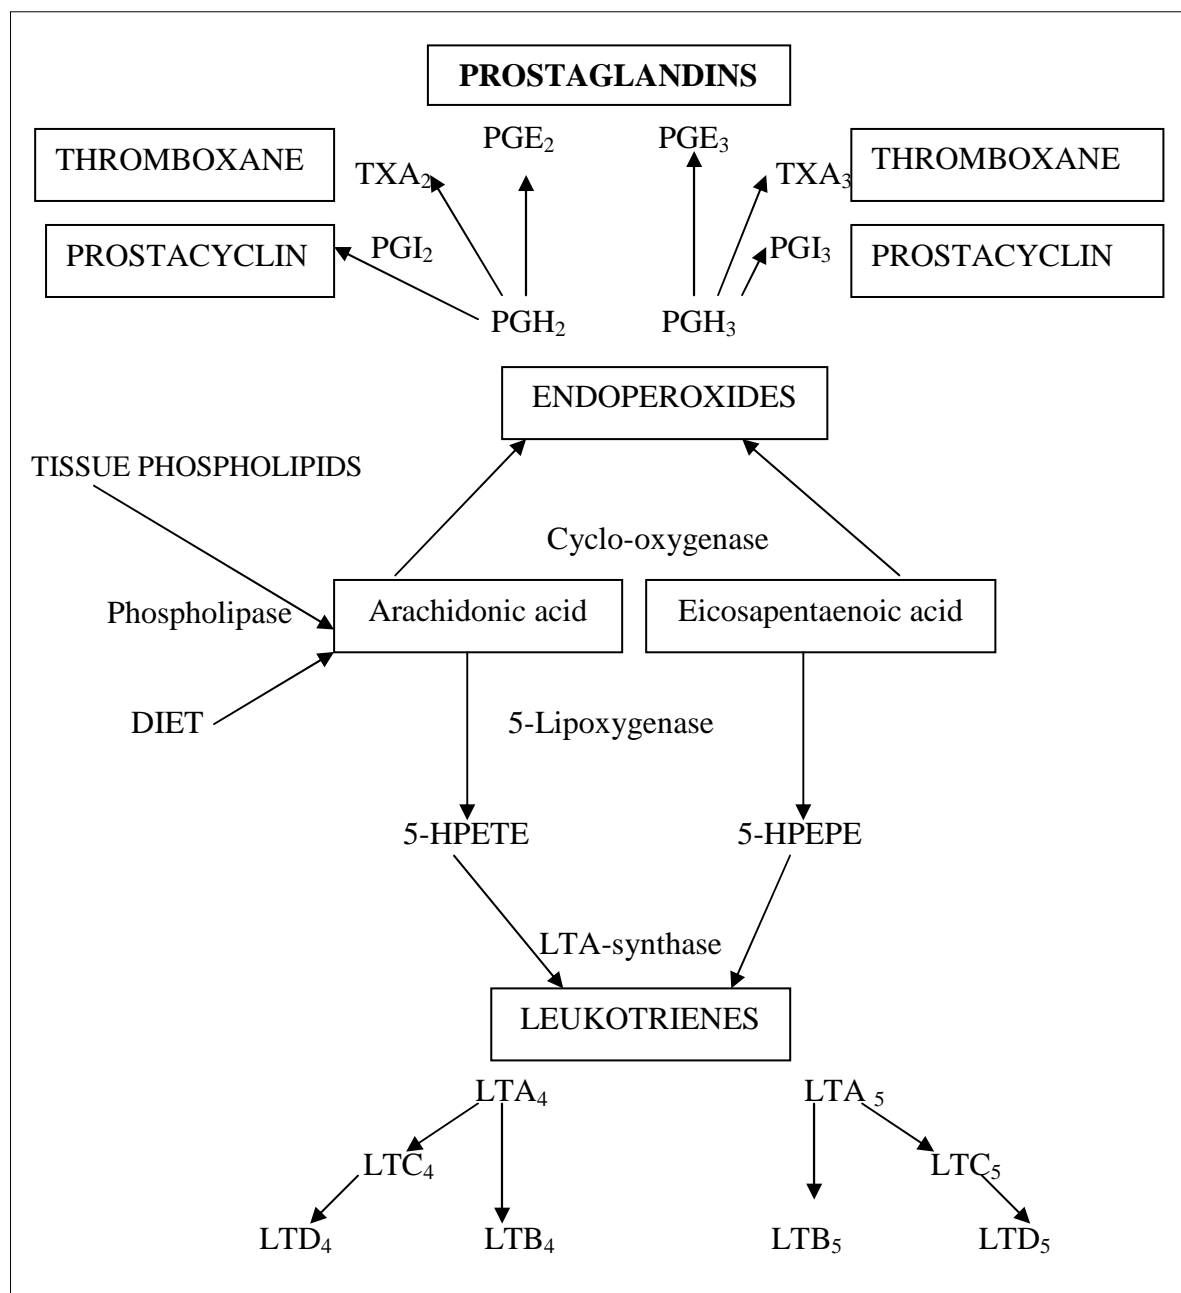 PROSTAGLANDINS
PGE₂ PGE₃
THROMBOXANE TXA₂ TXA₃ THROMBOXANE
PROSTACYCLIN PGI₂ PGI₃ PROSTACYCLIN
PGH₂ PGH₃
ENDOPEROXIDES
TISSUE PHOSPHOLIPIDS
Cyclo-oxygenase
Phospholipase Arachidonic acid Eicosapentaenoic acid
DIET 5-Lipoxygenase
5-HPETE 5-HPEPE
LTA-synthase
LEUKOTRIENES
LTA₄ LTA ₅
LTC₄ LTC₅
LTD₄ LTB₄ LTB₅ LTD₅